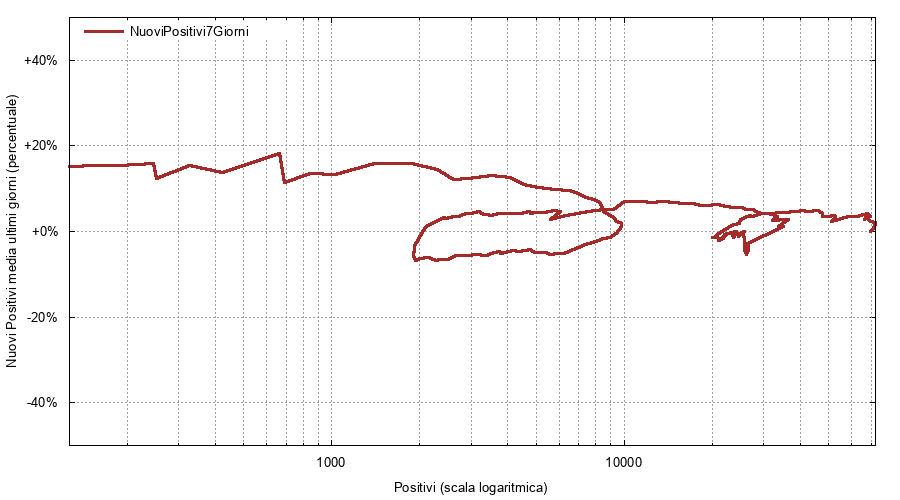 NuoviPositivi7Giorni
+40%
+20%
+0%
-20%
-40%
Nuovi Positivi media ultimi giorni (percentuale)
1000 10000
Positivi (scala logaritmica)